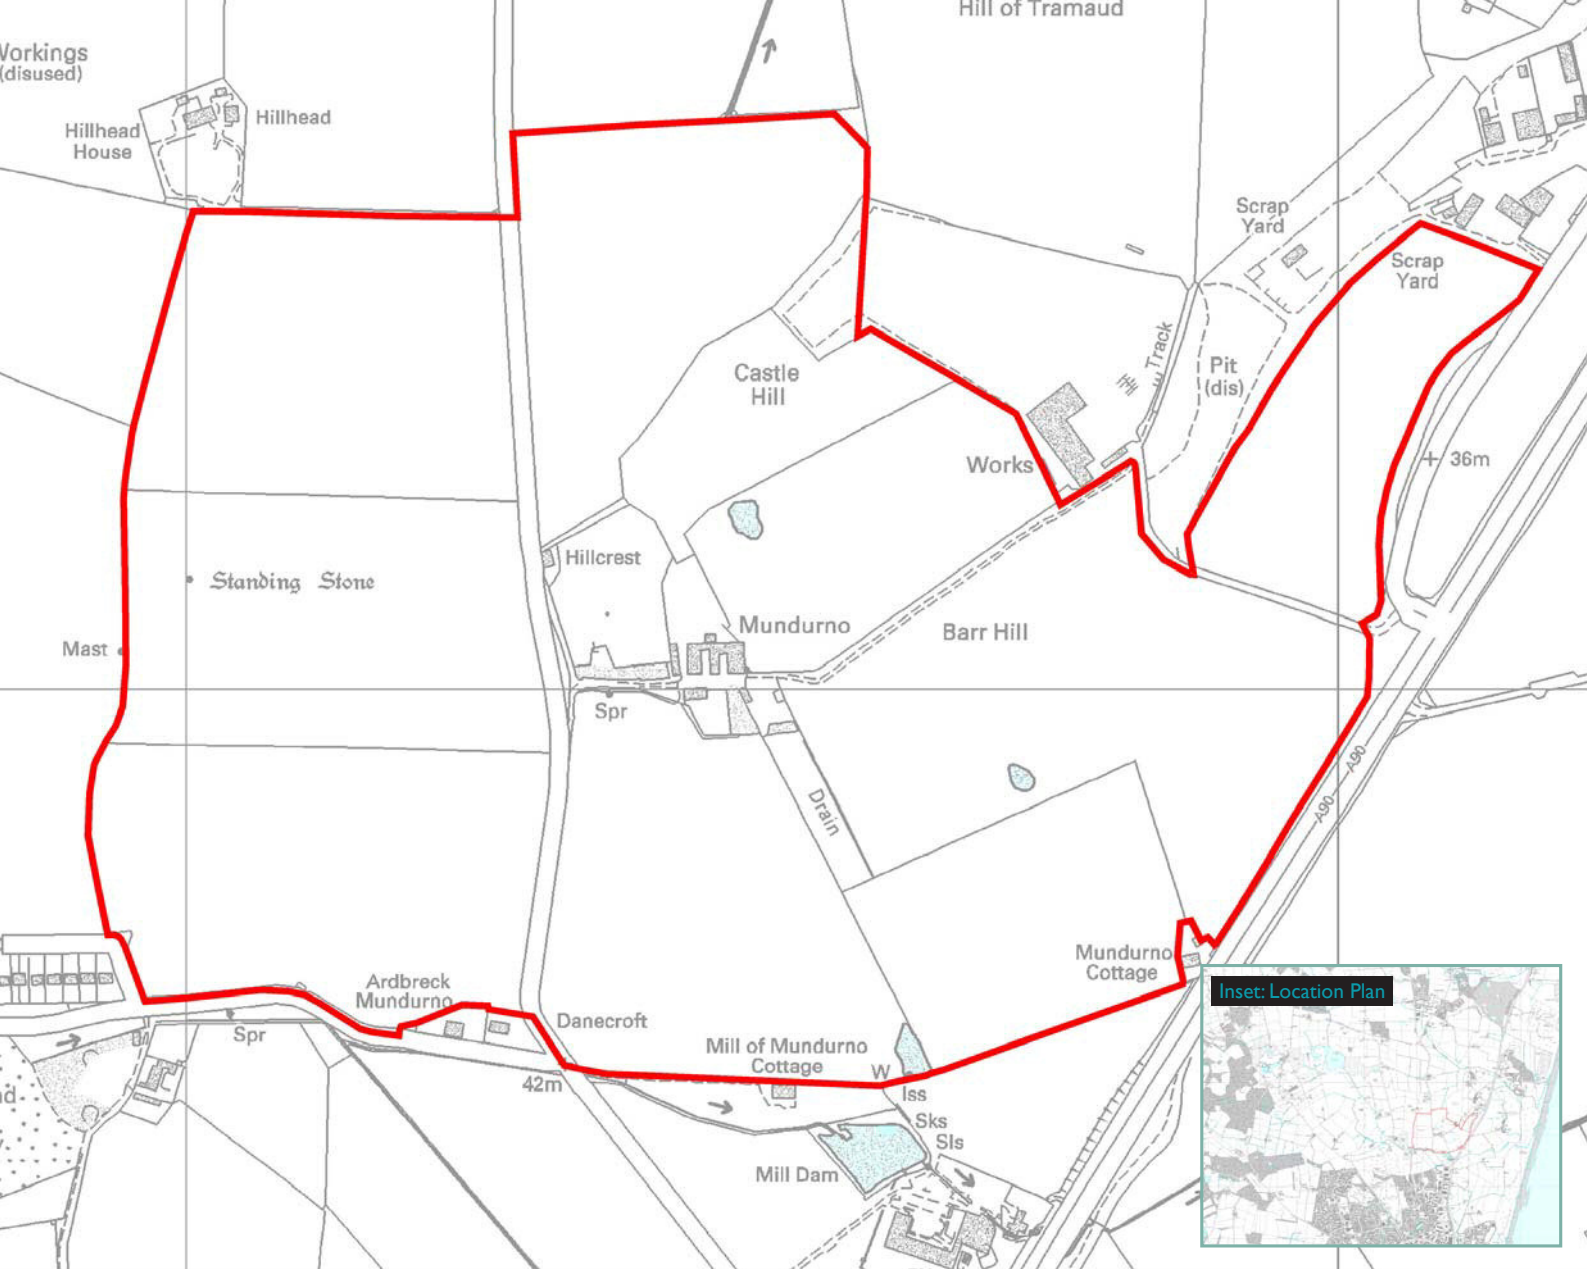 Hill of Tramaud
Workings
(disused)
Hillhead
Hillhead
House
Scrap
Yard
Scrap
Yard
Track
Pit
(dis)
Castle
Hill
Works
36m
Hillcrest
Standing Stone
Mundurno
Barr Hill
Mast
Spr
A90
A90
Drain
Mundurno
Cottage
Ardbreck
Mundurno
Inset: Location Plan
Danecroft
Spr
Mill of Mundurno
Cottage
W
42m
Iss
Sks
Sls
Mill Dam